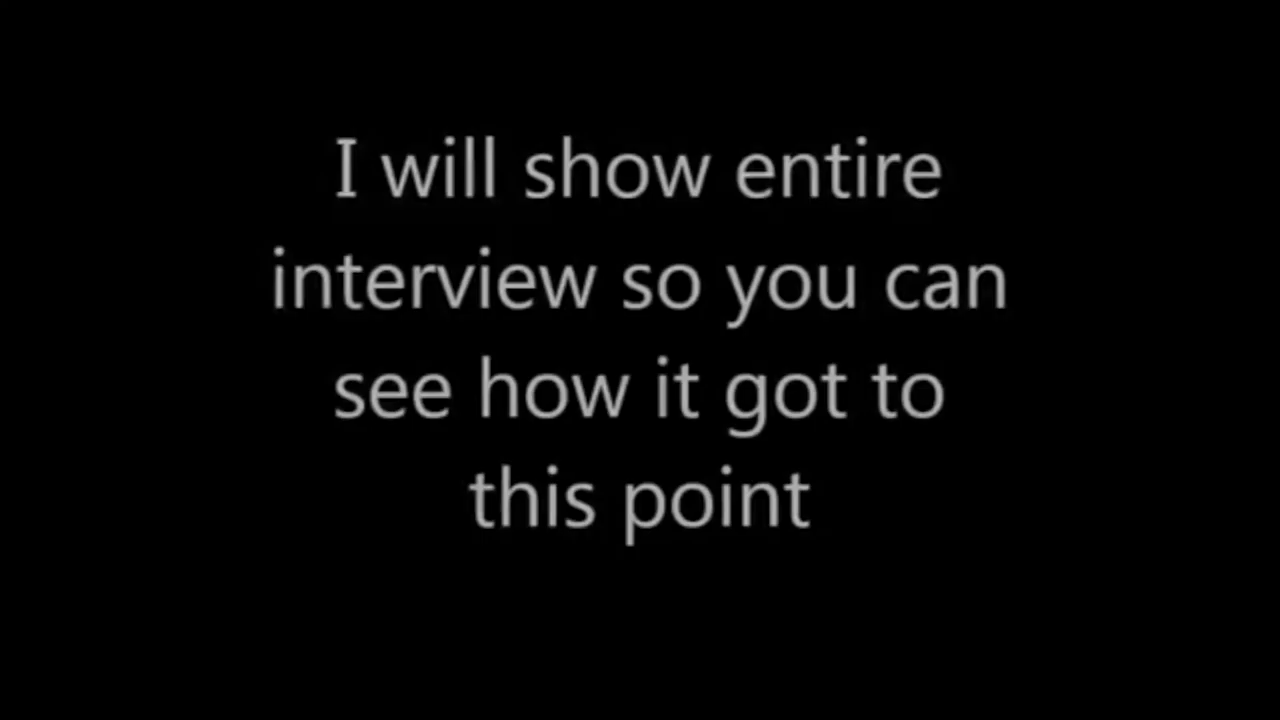 I will show entire
interview so you can
see how it got to
this point